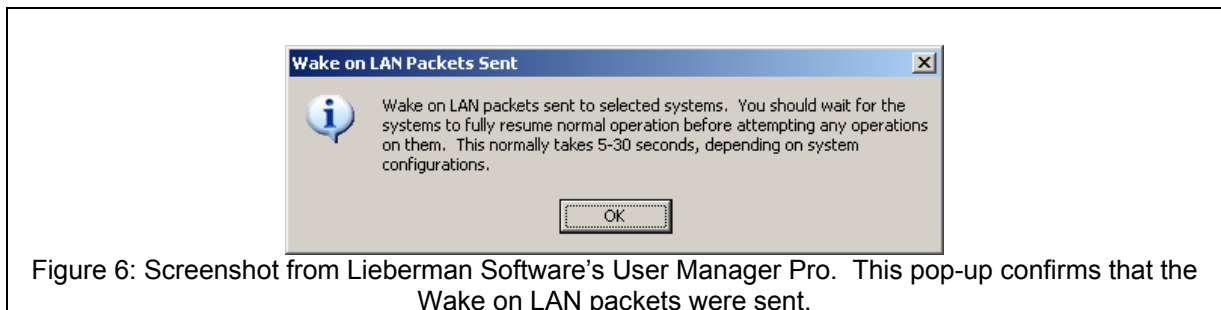 Wake on LAN Packets Sent
Wake on LAN packets sent to selected systems.  You should wait for the
systems to fully resume normal operation before attempting any operations
on them.  This normally takes 5-30 seconds, depending on system
configurations.
OK
Figure 6: Screenshot from Lieberman Software’s User Manager Pro.  This pop-up confirms that the
Wake on LAN packets were sent.